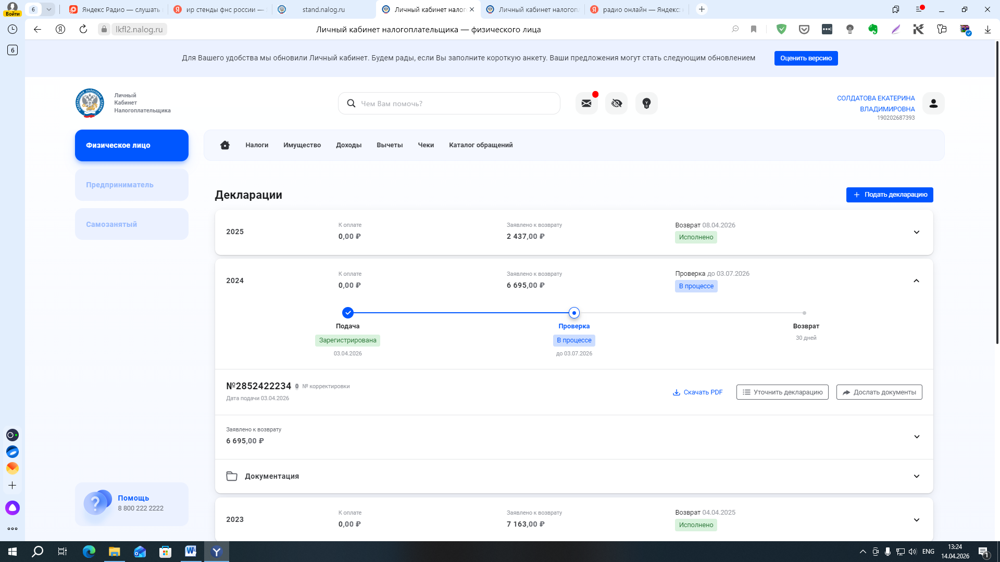 Войти
6
Яндекс Радио — слушать
ир стенды фнс россии —
stand.nalog.ru
Личный кабинет налог
Личный кабинет налогопл
радио онлайн — Яндекс:
lkfl2.nalog.ru
Личный кабинет налогоплательщика — физического лица
6
Для Вашего удобства мы обновили Личный кабинет. Будем рады, если Вы заполните короткую анкету. Ваши предложения могут стать следующим обновлением
Оценить версию
Личный
Кабинет
Налогоплательщика
Чем Вам помочь?
СОЛДАТОВА ЕКАТЕРИНА
ВЛАДИМИРОВНА
190202687393
Физическое лицо
Предприниматель
Самозанятый
Налоги
Имущество
Доходы
Вычеты
Чеки
Каталог обращений
Декларации
+ Подать декларацию
2025
К оплате
0,00 ₽
Заявлено к возврату
2 437,00 ₽
Возврат 08.04.2026
Исполнено
2024
К оплате
0,00 ₽
Заявлено к возврату
6 695,00 ₽
Проверка до 03.07.2026
В процессе
Подача
Зарегистрирована
03.04.2026
Проверка
В процессе
до 03.07.2026
Возврат
30 дней
№2852422234 0 № корректировки
Дата подачи 03.04.2026
Скачать PDF
Уточнить декларацию
Дослать документы
Заявлено к возврату
6 695,00 ₽
Документация
2023
К оплате
0,00 ₽
Заявлено к возврату
7 163,00 ₽
Возврат 04.04.2025
Исполнено
Помощь
8 800 222 2222
ENG
13:24
14.04.2026
1